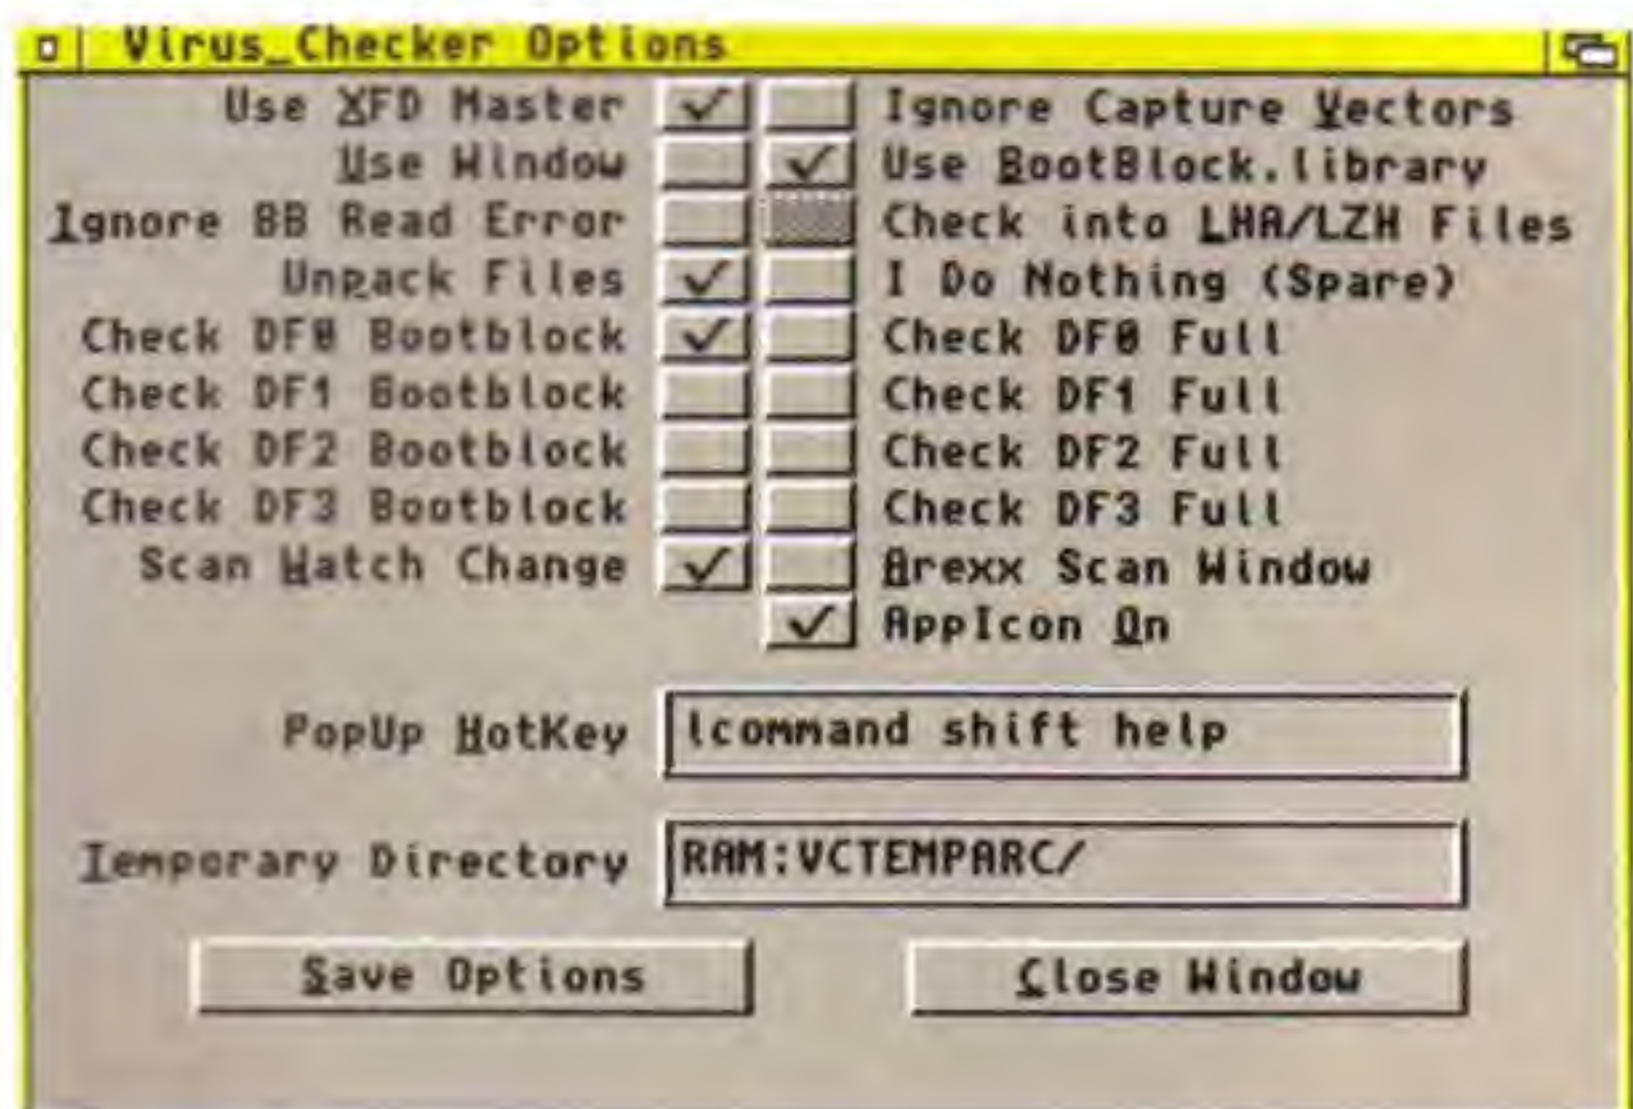 Virus_Checker Options
Use XFD Master Ignore Capture Vectors
Use Window Use BootBlock.library
Ignore BB Read Error Check into LHA/LZH Files
Unpack Files I Do Nothing (Spare)
Check DF0 Bootblock Check DF0 Full
Check DF1 Bootblock Check DF1 Full
Check DF2 Bootblock Check DF2 Full
Check DF3 Bootblock Check DF3 Full
Scan Watch Change Arexx Scan Window
AppIcon On
PopUp HotKey lcommand shift help
Temporary Directory RAM:VCTEMPARC/
Save Options Close Window